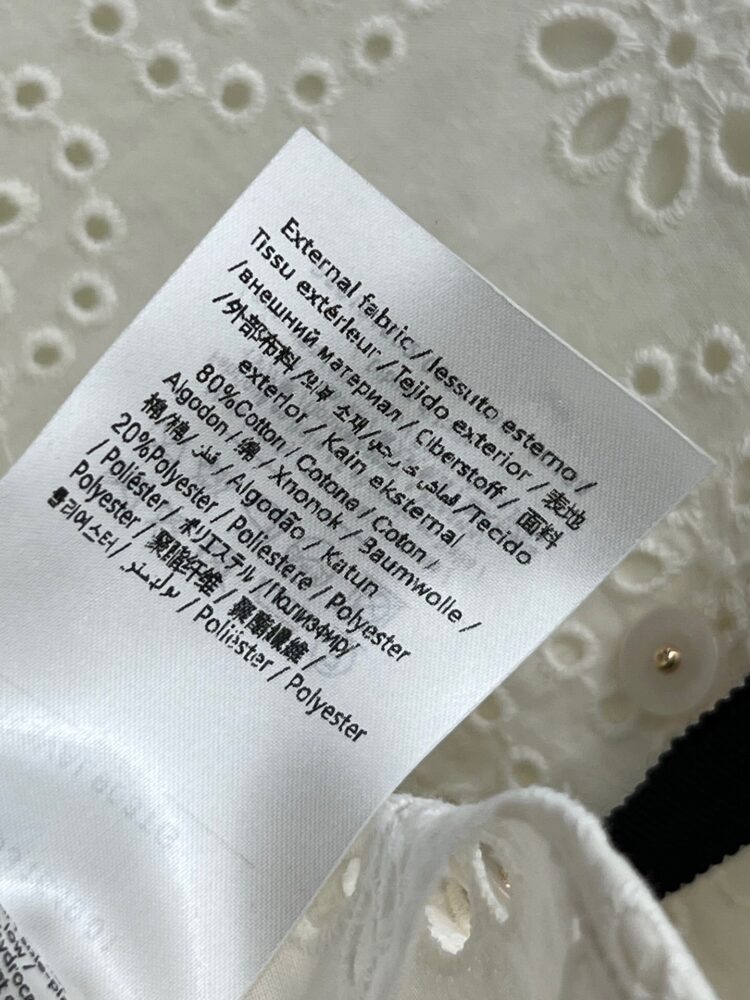 External fabric / Tessuto esterno /
Tissu extérieur / Tejido exterior / 表地
/внешний материал / Oberstoff / 面料
/外部布料 /외부 소재/ /Tecido
exterior / Kain eksternal
80%Cotton / Cotone / Coton /
Algodon / 綿 / Хлопок / Baumwolle /
棉/棉/ قطن / Algodão / Katun
20%Polyester / Poliestere / Polyester
/ Poliéster / ポリエステル / Полиэфир/
Polyester / 聚酯纤维 / 聚酯纖維 /
폴리에스터/ بوليستر / Poliéster / Polyester